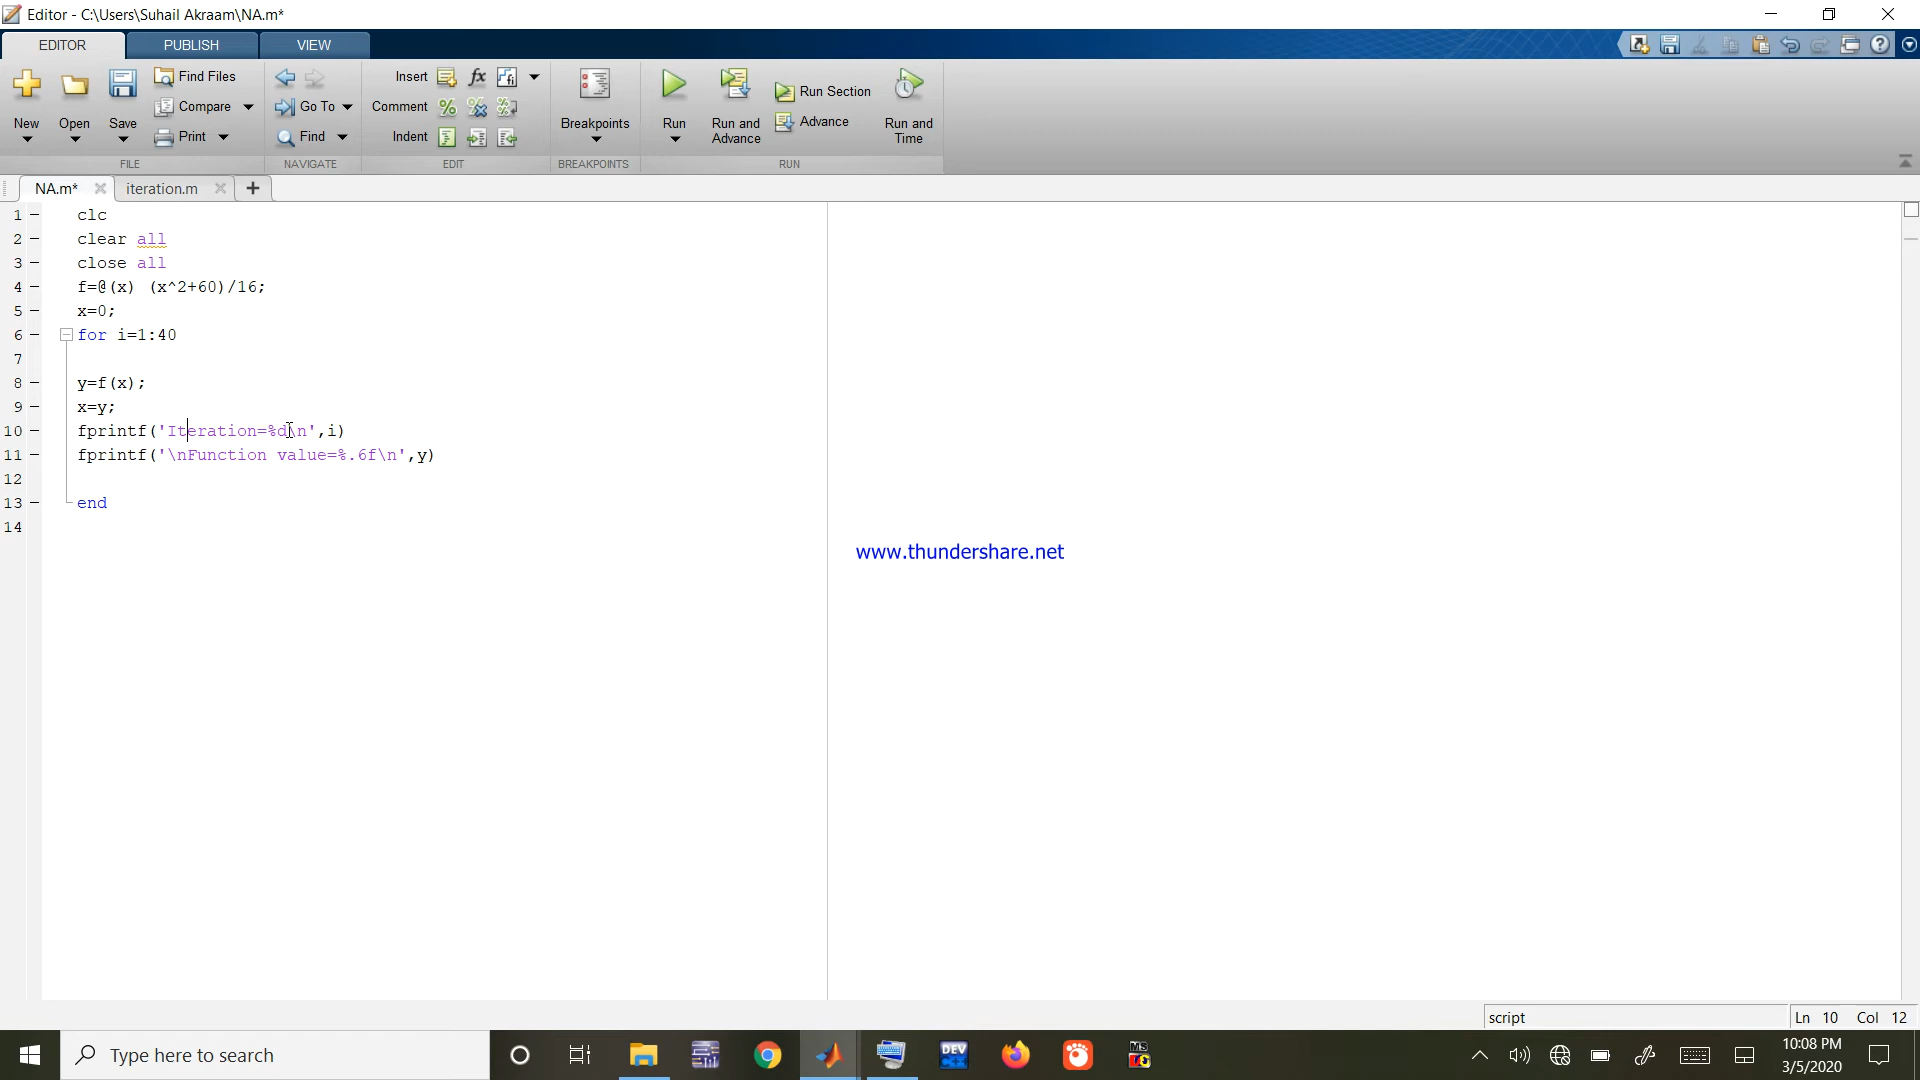 Editor - C:\Users\Suhail Akraam\NA.m*
EDITOR PUBLISH VIEW
New Open Save Find Files Compare Print
FILE
Go To Find
NAVIGATE
Insert fx
Comment
Indent
EDIT
Breakpoints
BREAKPOINTS
Run Run and Advance Run Section Advance Run and Time
RUN
NA.m* iteration.m
1 clc
2 clear all
3 close all
4 f=@(x) (x^2+60)/16;
5 x=0;
6 for i=1:40
7
8 y=f(x);
9 x=y;
10 fprintf('Iteration=%d\n',i)
11 fprintf('\nFunction value=%.6f\n',y)
12
13 end
14
www.thundershare.net
script Ln 10 Col 12
Type here to search
DEV
MS
10:08 PM
3/5/2020